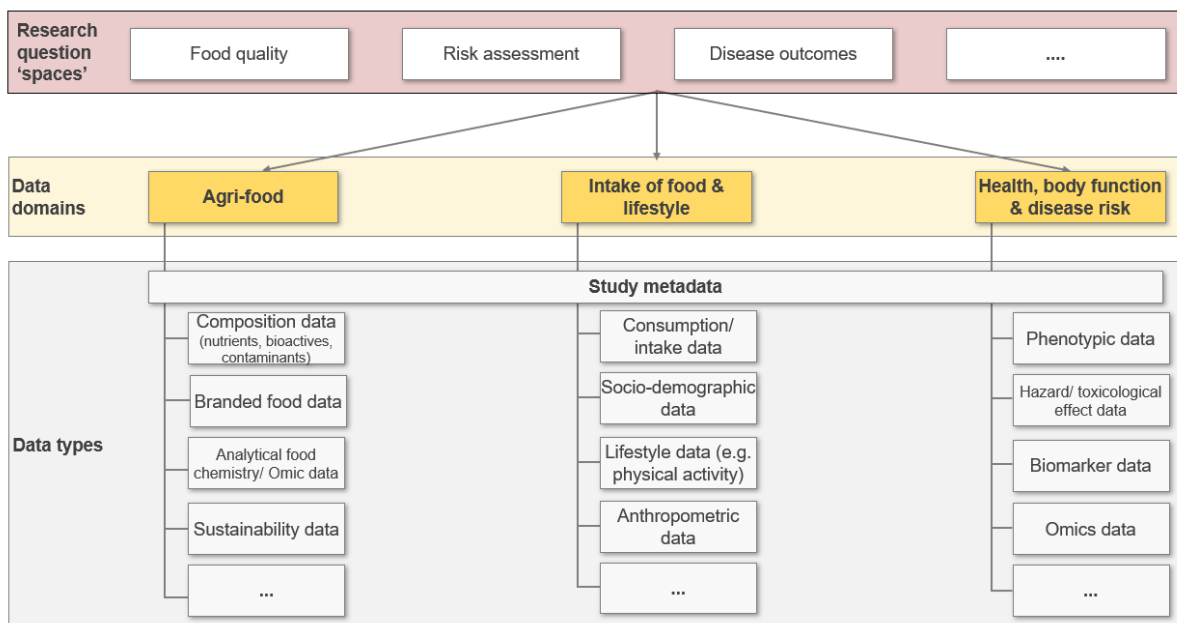 Research
question
‘spaces’
Food quality
Risk assessment
Disease outcomes
....
Data
domains
Agri-food
Intake of food &
lifestyle
Health, body function
& disease risk
Study metadata
Data types
Composition data
(nutrients, bioactives,
contaminants)
Branded food data
Analytical food
chemistry/ Omic data
Sustainability data
...
Consumption/
intake data
Socio-demographic
data
Lifestyle data (e.g.
physical activity)
Anthropometric
data
...
Phenotypic data
Hazard/ toxicological
effect data
Biomarker data
Omics data
...